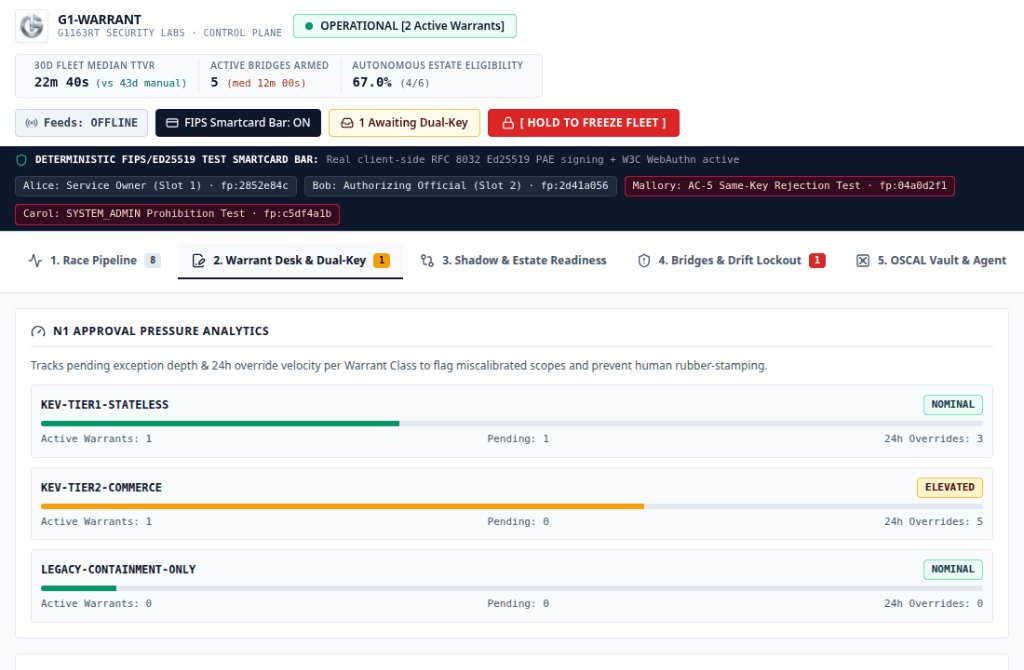 G1-WARRANT
G1163RT SECURITY LABS · CONTROL PLANE
OPERATIONAL [2 Active Warrants]
30D FLEET MEDIAN TTVR
22m 40s (vs 43d manual)
ACTIVE BRIDGES ARMED
5 (med 12m 00s)
AUTONOMOUS ESTATE ELIGIBILITY
67.0% (4/6)
Feeds: OFFLINE
FIPS Smartcard Bar: ON
1 Awaiting Dual-Key
[ HOLD TO FREEZE FLEET ]
DETERMINISTIC FIPS/ED25519 TEST SMARTCARD BAR: Real client-side RFC 8032 Ed25519 PAE signing + W3C WebAuthn active
Alice: Service Owner (Slot 1) · fp:2852e84c
Bob: Authorizing Official (Slot 2) · fp:2d41a056
Mallory: AC-5 Same-Key Rejection Test · fp:04a0d2f1
Carol: SYSTEM_ADMIN Prohibition Test · fp:c5df4a1b
1. Race Pipeline 8
2. Warrant Desk & Dual-Key 1
3. Shadow & Estate Readiness
4. Bridges & Drift Lockout 1
5. OSCAL Vault & Agent
N1 APPROVAL PRESSURE ANALYTICS
Tracks pending exception depth & 24h override velocity per Warrant Class to flag miscalibrated scopes and prevent human rubber-stamping.
KEV-TIER1-STATELESS
NOMINAL
Active Warrants: 1
Pending: 1
24h Overrides: 3
KEV-TIER2-COMMERCE
ELEVATED
Active Warrants: 1
Pending: 0
24h Overrides: 5
LEGACY-CONTAINMENT-ONLY
NOMINAL
Active Warrants: 0
Pending: 0
24h Overrides: 0